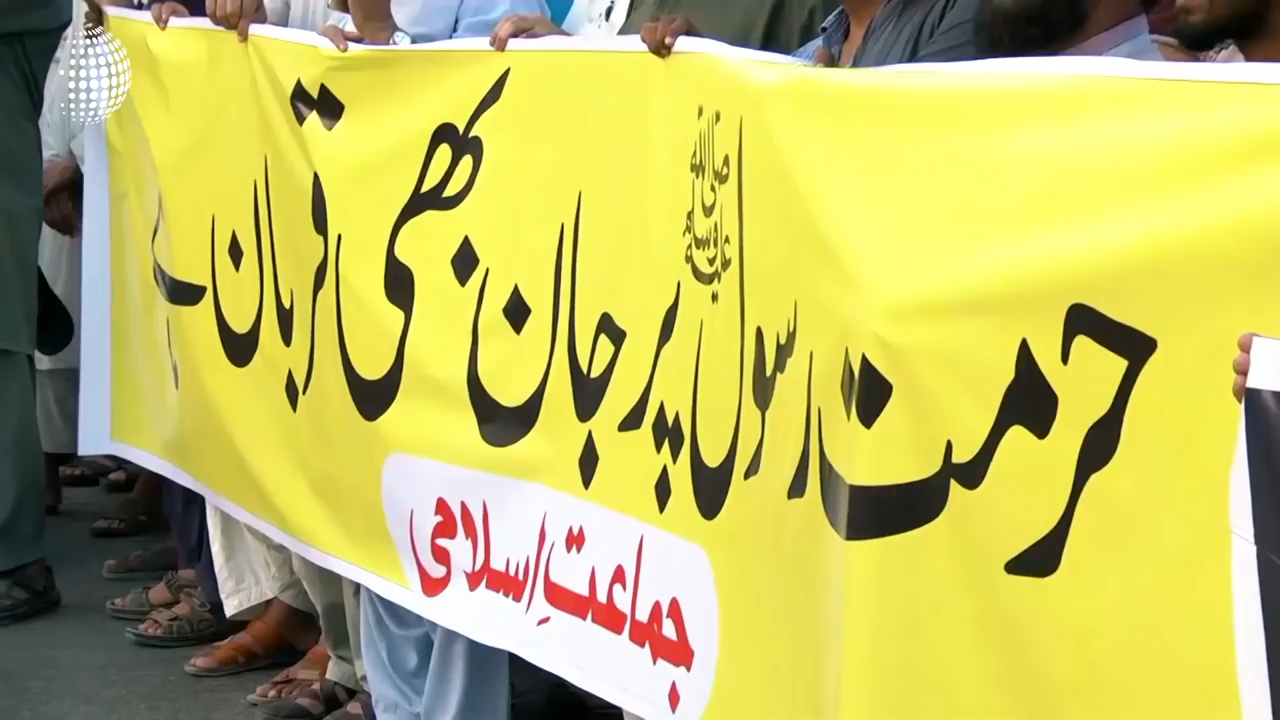 حرمت رسول صلی اللہ علیہ وسلم پر جان بھی قربان ہے
جماعتِ اسلامی